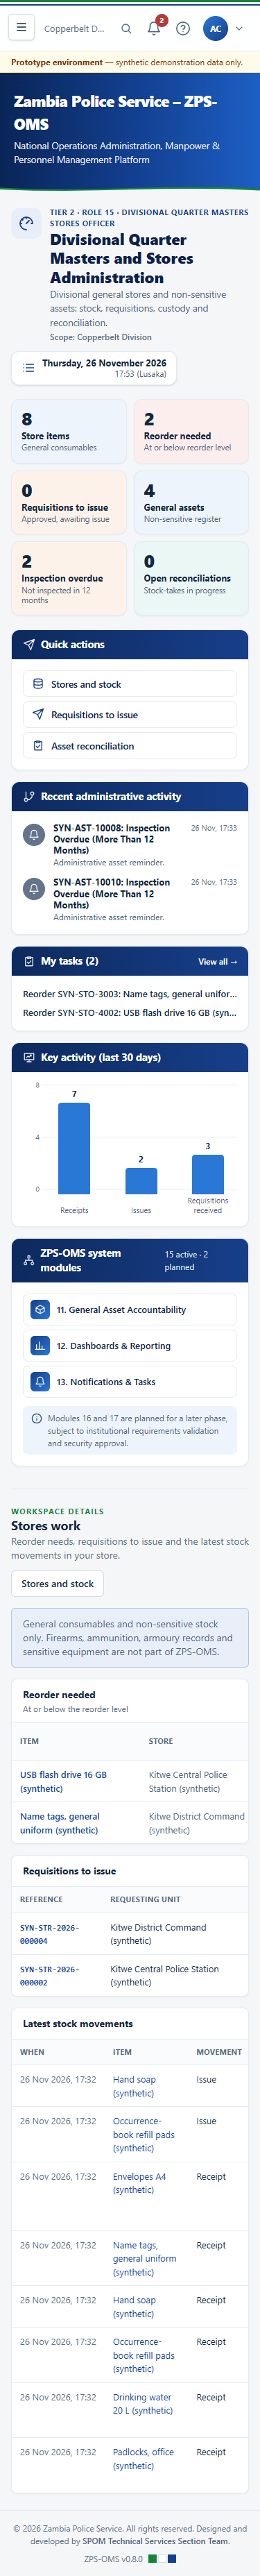 Copperbelt D...
2
AC
Prototype environment — synthetic demonstration data only.
Zambia Police Service – ZPS-
OMS
National Operations Administration, Manpower &
Personnel Management Platform
TIER 2 · ROLE 15 · DIVISIONAL QUARTER MASTERS
STORES OFFICER
Divisional Quarter
Masters and Stores
Administration
Divisional general stores and non-sensitive
assets: stock, requisitions, custody and
reconciliation.
Scope: Copperbelt Division
Thursday, 26 November 2026
17:53 (Lusaka)
8
Store items
General consumables
2
Reorder needed
At or below reorder level
0
Requisitions to issue
Approved, awaiting issue
4
General assets
Non-sensitive register
2
Inspection overdue
Not inspected in 12
months
0
Open reconciliations
Stock-takes in progress
Quick actions
Stores and stock
Requisitions to issue
Asset reconciliation
Recent administrative activity
SYN-AST-10008: Inspection
Overdue (More Than 12
Months)
26 Nov, 17:33
Administrative asset reminder.
SYN-AST-10010: Inspection
Overdue (More Than 12
Months)
26 Nov, 17:33
Administrative asset reminder.
My tasks (2)
View all →
Reorder SYN-STO-3003: Name tags, general unifor...
Reorder SYN-STO-4002: USB flash drive 16 GB (syn...
Key activity (last 30 days)
8
4
0
7
2
3
Receipts
Issues
Requisitions
received
ZPS-OMS system
modules
15 active · 2
planned
11. General Asset Accountability
12. Dashboards & Reporting
13. Notifications & Tasks
Modules 16 and 17 are planned for a later phase,
subject to institutional requirements validation
and security approval.
WORKSPACE DETAILS
Stores work
Reorder needs, requisitions to issue and the latest stock
movements in your store.
Stores and stock
General consumables and non-sensitive stock
only. Firearms, ammunition, armoury records and
sensitive equipment are not part of ZPS-OMS.
Reorder needed
At or below the reorder level
ITEM STORE
USB flash drive 16 GB
(synthetic)
Kitwe Central Police
Station (synthetic)
Name tags, general
uniform (synthetic)
Kitwe District Command
(synthetic)
Requisitions to issue
REFERENCE REQUESTING UNIT
SYN-STR-2026-
000004
Kitwe District Command
(synthetic)
SYN-STR-2026-
000002
Kitwe Central Police Station
(synthetic)
Latest stock movements
WHEN ITEM MOVEMENT
26 Nov 2026, 17:32 Hand soap
(synthetic)
Issue
26 Nov 2026, 17:32 Occurrence-
book refill pads
(synthetic)
Issue
26 Nov 2026, 17:32 Envelopes A4
(synthetic)
Receipt
26 Nov 2026, 17:32 Name tags,
general uniform
(synthetic)
Receipt
26 Nov 2026, 17:32 Hand soap
(synthetic)
Receipt
26 Nov 2026, 17:32 Occurrence-
book refill pads
(synthetic)
Receipt
26 Nov 2026, 17:32 Drinking water
20 L (synthetic)
Receipt
26 Nov 2026, 17:32 Padlocks, office
(synthetic)
Receipt
© 2026 Zambia Police Service. All rights reserved. Designed and
developed by SPOM Technical Services Section Team.
ZPS-OMS v0.8.0